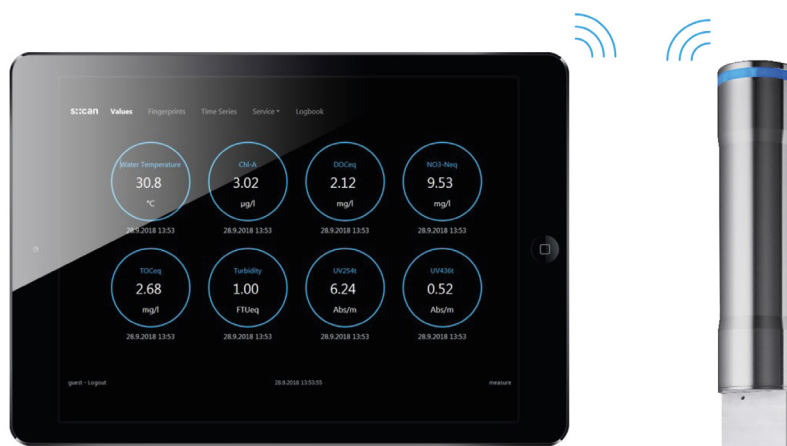 s::can Values Fingerprints Time Series Service Logbook
Water Temperature Chl-A DOCeq NO3-Neq
30.8 3.02 2.12 9.53
°C µg/l mg/l mg/l
28.9.2018 13:53 28.9.2018 13:53 28.9.2018 13:53 28.9.2018 13:53
TOCeq Turbidity UV254t UV436t
2.68 1.00 6.24 0.52
mg/l FTUeq Abs/m Abs/m
28.9.2018 13:53 28.9.2018 13:53 28.9.2018 13:53 28.9.2018 13:53
guest - Logout 28.9.2018 13:53:55 measure